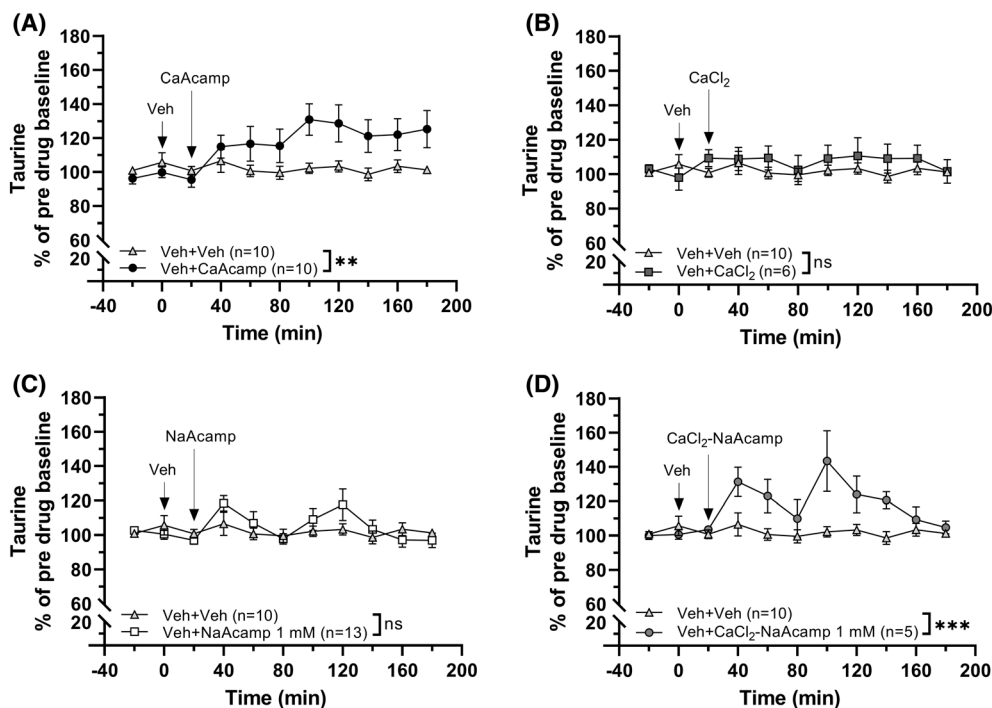 (A)
180
160
140
120
100
80
60
20
Taurine
% of pre drug baseline
CaAcamp
Veh
Veh+Veh (n=10)
Veh+CaAcamp (n=10)
**
-40 0 40 80 120 160 200
Time (min)
(B)
180
160
140
120
100
80
60
20
Taurine
% of pre drug baseline
CaCl₂
Veh
Veh+Veh (n=10)
Veh+CaCl₂ (n=6)
ns
-40 0 40 80 120 160 200
Time (min)
(C)
180
160
140
120
100
80
60
20
Taurine
% of pre drug baseline
NaAcamp
Veh
Veh+Veh (n=10)
Veh+NaAcamp 1 mM (n=13)
ns
-40 0 40 80 120 160 200
Time (min)
(D)
180
160
140
120
100
80
60
20
Taurine
% of pre drug baseline
CaCl₂-NaAcamp
Veh
Veh+Veh (n=10)
Veh+CaCl₂-NaAcamp 1 mM (n=5)
***
-40 0 40 80 120 160 200
Time (min)